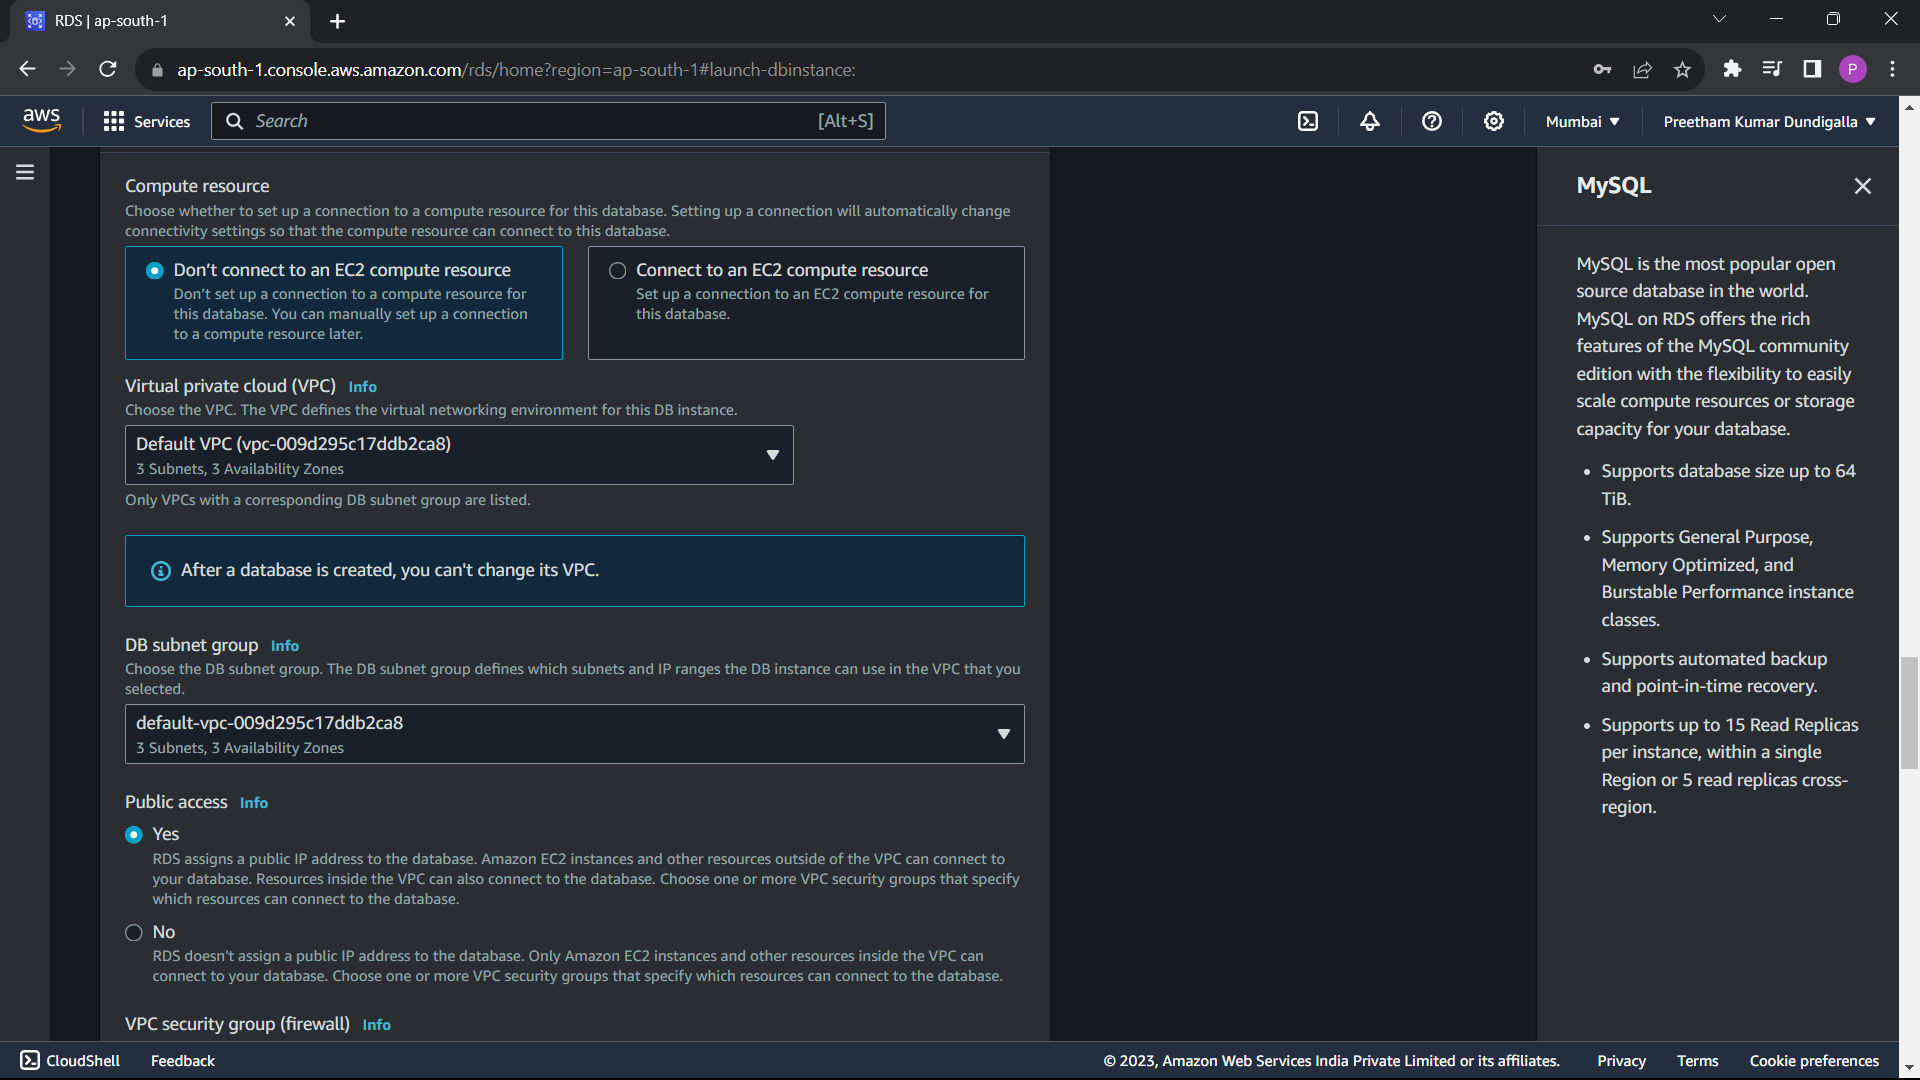 RDS | ap-south-1
ap-south-1.console.aws.amazon.com/rds/home?region=ap-south-1#launch-dbinstance:
P
aws
Services
Search
[Alt+S]
Mumbai
Preetham Kumar Dundigalla
Compute resource
Choose whether to set up a connection to a compute resource for this database. Setting up a connection will automatically change
connectivity settings so that the compute resource can connect to this database.
Don't connect to an EC2 compute resource
Don't set up a connection to a compute resource for
this database. You can manually set up a connection
to a compute resource later.
Connect to an EC2 compute resource
Set up a connection to an EC2 compute resource for
this database.
Virtual private cloud (VPC) Info
Choose the VPC. The VPC defines the virtual networking environment for this DB instance.
Default VPC (vpc-009d295c17ddb2ca8)
3 Subnets, 3 Availability Zones
Only VPCs with a corresponding DB subnet group are listed.
After a database is created, you can't change its VPC.
DB subnet group Info
Choose the DB subnet group. The DB subnet group defines which subnets and IP ranges the DB instance can use in the VPC that you
selected.
default-vpc-009d295c17ddb2ca8
3 Subnets, 3 Availability Zones
Public access Info
Yes
RDS assigns a public IP address to the database. Amazon EC2 instances and other resources outside of the VPC can connect to
your database. Resources inside the VPC can also connect to the database. Choose one or more VPC security groups that specify
which resources can connect to the database.
No
RDS doesn't assign a public IP address to the database. Only Amazon EC2 instances and other resources inside the VPC can
connect to your database. Choose one or more VPC security groups that specify which resources can connect to the database.
VPC security group (firewall) Info
MySQL
MySQL is the most popular open
source database in the world.
MySQL on RDS offers the rich
features of the MySQL community
edition with the flexibility to easily
scale compute resources or storage
capacity for your database.
• Supports database size up to 64
TiB.
• Supports General Purpose,
Memory Optimized, and
Burstable Performance instance
classes.
• Supports automated backup
and point-in-time recovery.
• Supports up to 15 Read Replicas
per instance, within a single
Region or 5 read replicas cross-
region.
CloudShell
Feedback
© 2023, Amazon Web Services India Private Limited or its affiliates.
Privacy
Terms
Cookie preferences